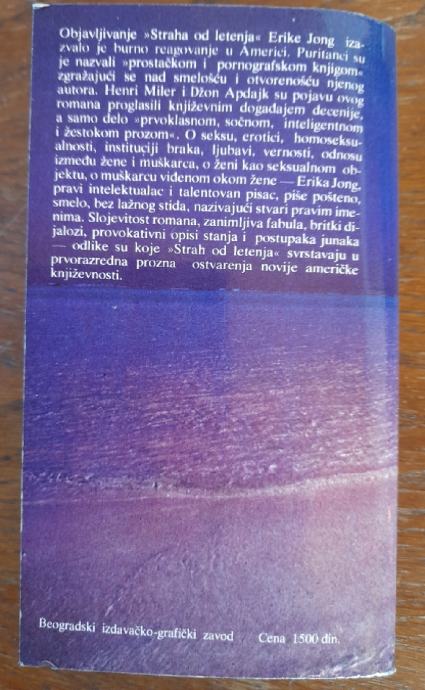 Objavljivanje »Straha od letenja« Erike Jong iza-
zvalo je burno reagovanje u Americi. Puritanci su
je nazvali »prostačkom i pornografskom knjigom«
zgražajući se nad smelošću i otvorenošću njenog
autora. Henri Miler i Džon Apdajk su pojavu ovog
romana proglasili književnim događajem decenije,
a samo delo »prvoklasnom, sočnom, inteligentnom
i žestokom prozom«. O seksu, erotici, homoseksu-
alnosti, instituciji braka, ljubavi, vernosti, odnosu
između žene i muškarca, o ženi kao seksualnom ob-
jektu, o muškarcu viđenom okom žene — Erika Jong,
pravi intelektualac i talentovan pisac, piše pošteno,
smelo, bez lažnog stida, nazivajući stvari pravim ime-
nima. Slojevitost romana, zanimljiva fabula, britki di-
jalozi, provokativni opisi stanja i postupaka junaka
— odlike su koje »Strah od letenja« svrstavaju u
prvorazredna prozna ostvarenja novije američke
književnosti.
Beogradski izdavačko-grafički zavod Cena 1500 din.